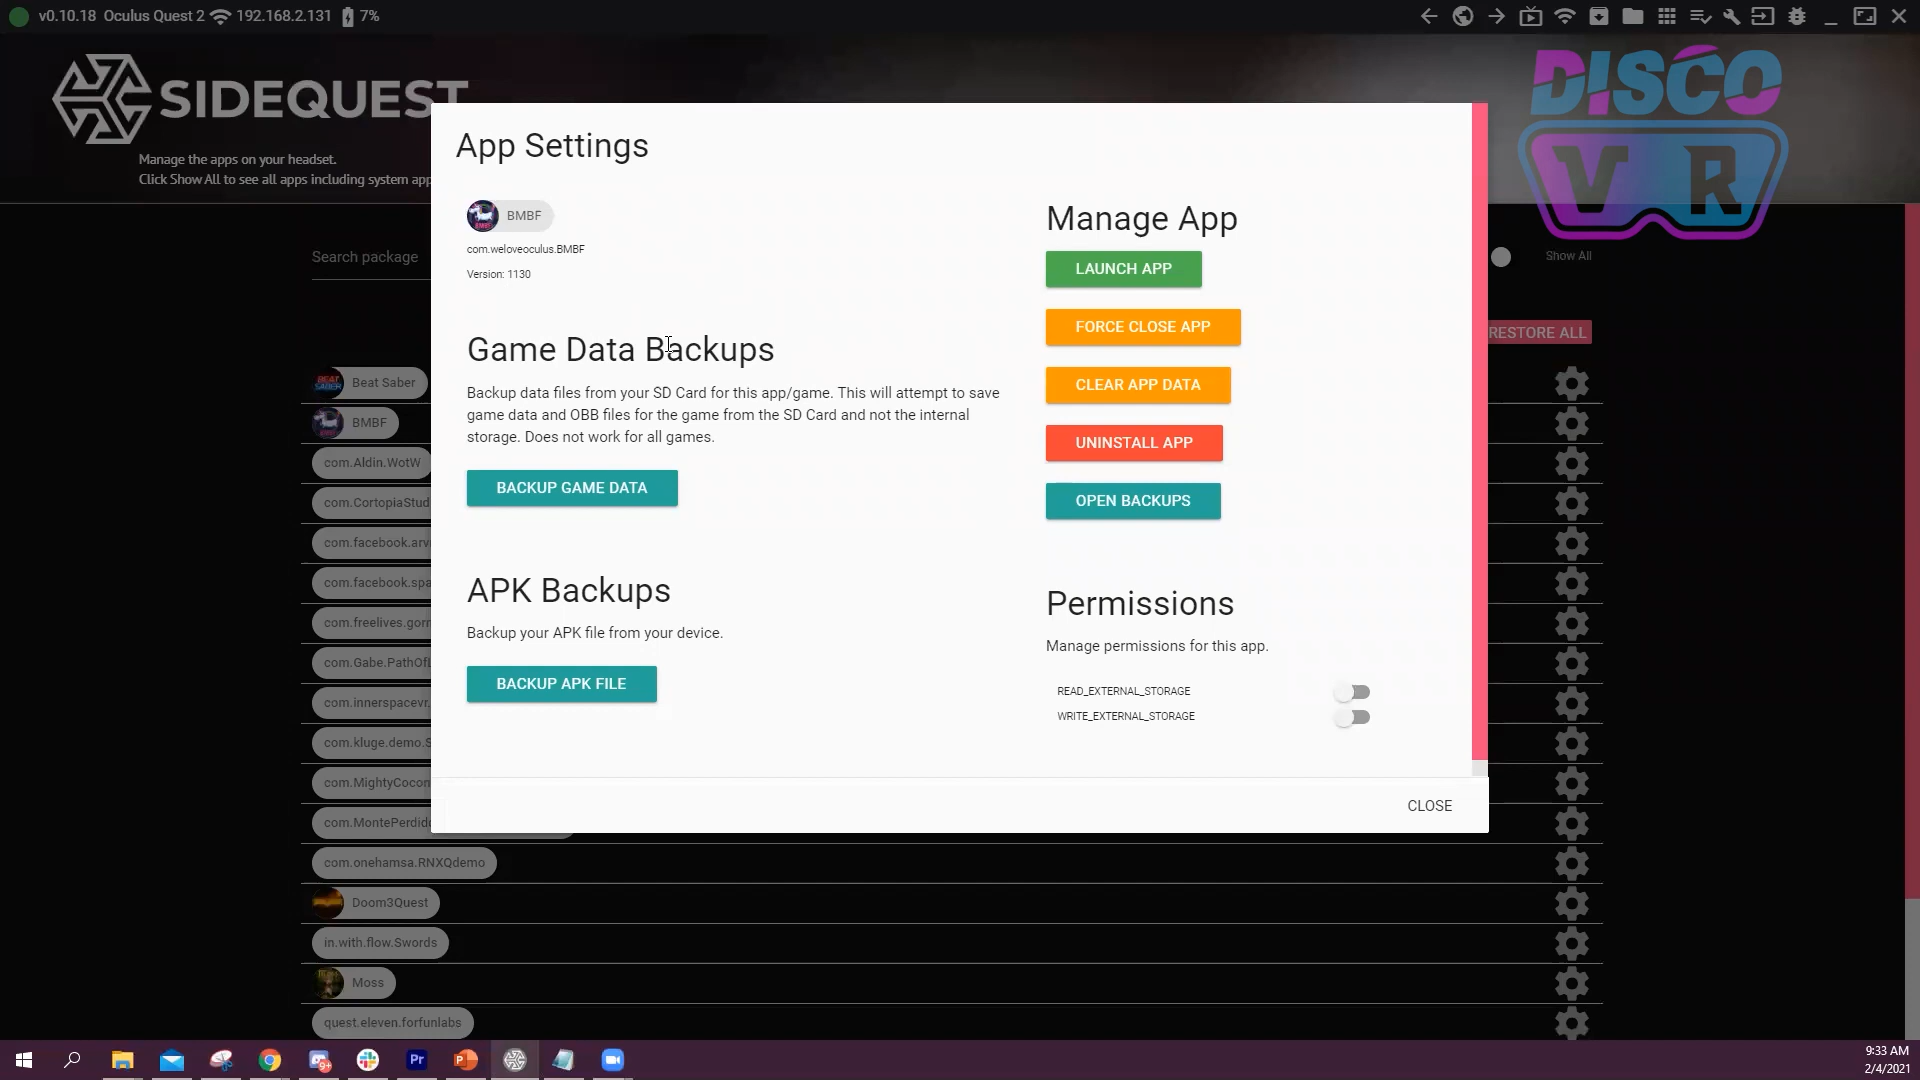 v0.10.18 Oculus Quest 2 192.168.2.131 7%
SIDEQUEST
Manage the apps on your headset.
Click Show All to see all apps including system app
DISCO
VR
Search package
Show All
RESTORE ALL
Beat Saber
BMBF
com.Aldin.WotW
com.CortopiaStud
com.facebook.arv
com.facebook.spa
com.freelives.gorn
com.Gabe.PathOf
com.innerspacevr.
com.kluge.demo.S
com.MightyCocon
com.MontePerdid
com.onehamsa.RNXQdemo
Doom3Quest
in.with.flow.Swords
Moss
quest.eleven.forfunlabs
App Settings
BMBF
com.weloveoculus.BMBF
Version: 1130
Game Data Backups
Backup data files from your SD Card for this app/game. This will attempt to save
game data and OBB files for the game from the SD Card and not the internal
storage. Does not work for all games.
BACKUP GAME DATA
APK Backups
Backup your APK file from your device.
BACKUP APK FILE
Manage App
LAUNCH APP
FORCE CLOSE APP
CLEAR APP DATA
UNINSTALL APP
OPEN BACKUPS
Permissions
Manage permissions for this app.
READ_EXTERNAL_STORAGE
WRITE_EXTERNAL_STORAGE
CLOSE
Pr
P
9+
9:33 AM
2/4/2021